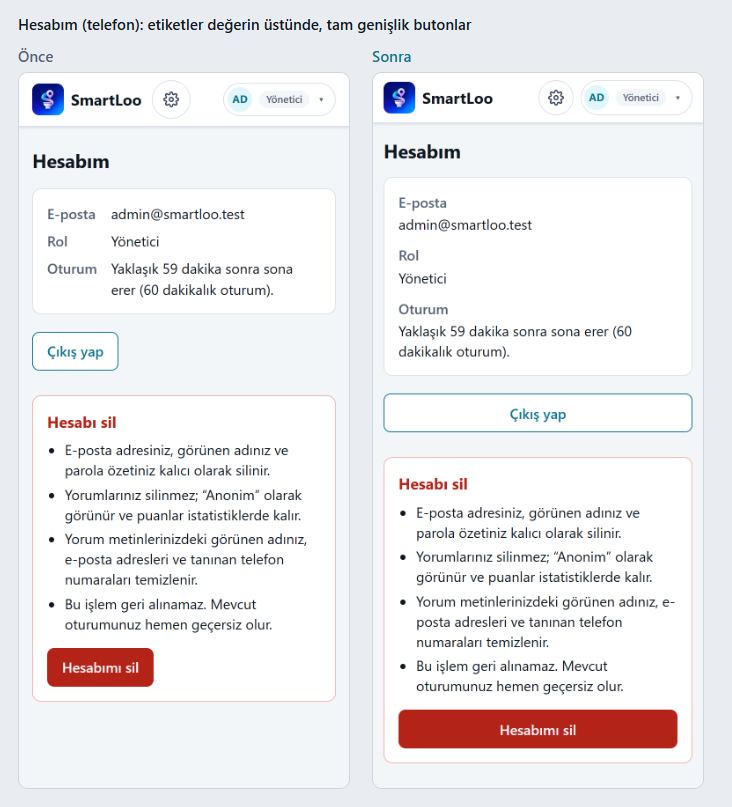 Hesabım (telefon): etiketler değerin üstünde, tam genişlik butonlar
Önce
SmartLoo
AD Yönetici
Hesabım
E-posta admin@smartloo.test
Rol Yönetici
Oturum Yaklaşık 59 dakika sonra sona
erer (60 dakikalık oturum).
Çıkış yap
Hesabı sil
E-posta adresiniz, görünen adınız ve
parola özetiniz kalıcı olarak silinir.
Yorumlarınız silinmez; “Anonim” olarak
görünür ve puanlar istatistiklerde kalır.
Yorum metinlerinizdeki görünen adınız,
e-posta adresleri ve tanınan telefon
numaraları temizlenir.
Bu işlem geri alınamaz. Mevcut
oturumunuz hemen geçersiz olur.
Hesabımı sil
Sonra
SmartLoo
AD Yönetici
Hesabım
E-posta
admin@smartloo.test
Rol
Yönetici
Oturum
Yaklaşık 59 dakika sonra sona erer (60
dakikalık oturum).
Çıkış yap
Hesabı sil
E-posta adresiniz, görünen adınız ve
parola özetiniz kalıcı olarak silinir.
Yorumlarınız silinmez; “Anonim” olarak
görünür ve puanlar istatistiklerde kalır.
Yorum metinlerinizdeki görünen adınız, e-
posta adresleri ve tanınan telefon
numaraları temizlenir.
Bu işlem geri alınamaz. Mevcut
oturumunuz hemen geçersiz olur.
Hesabımı sil